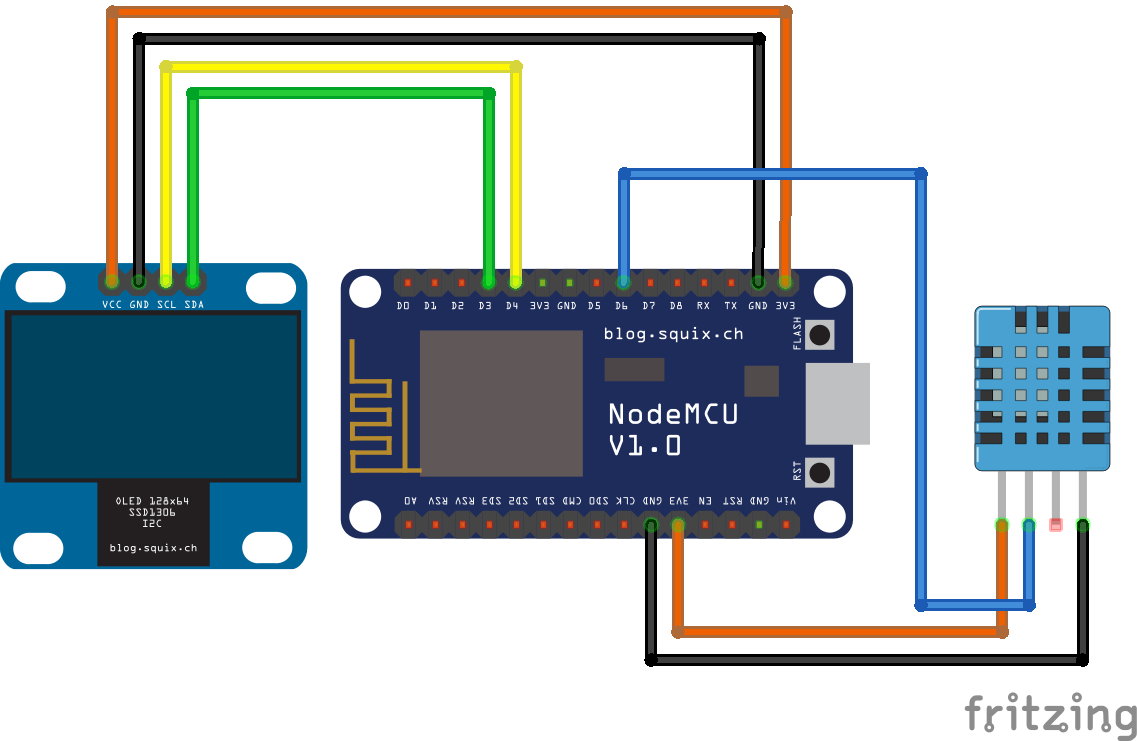 VCC GND SCL SDA
OLED 128x64
SSD1306
I2C
blog.squix.ch
D0 D1 D2 D3 D4 3V3 GND D5 D6 D7 D8 RX TX GND 3V3
blog.squix.ch
FLASH
NodeMCU
V1.0
RST
A0 RSV RSV SD3 SD2 SD1 CMD SD0 CLK GND 3V3 EN RST GND Vin
fritzing